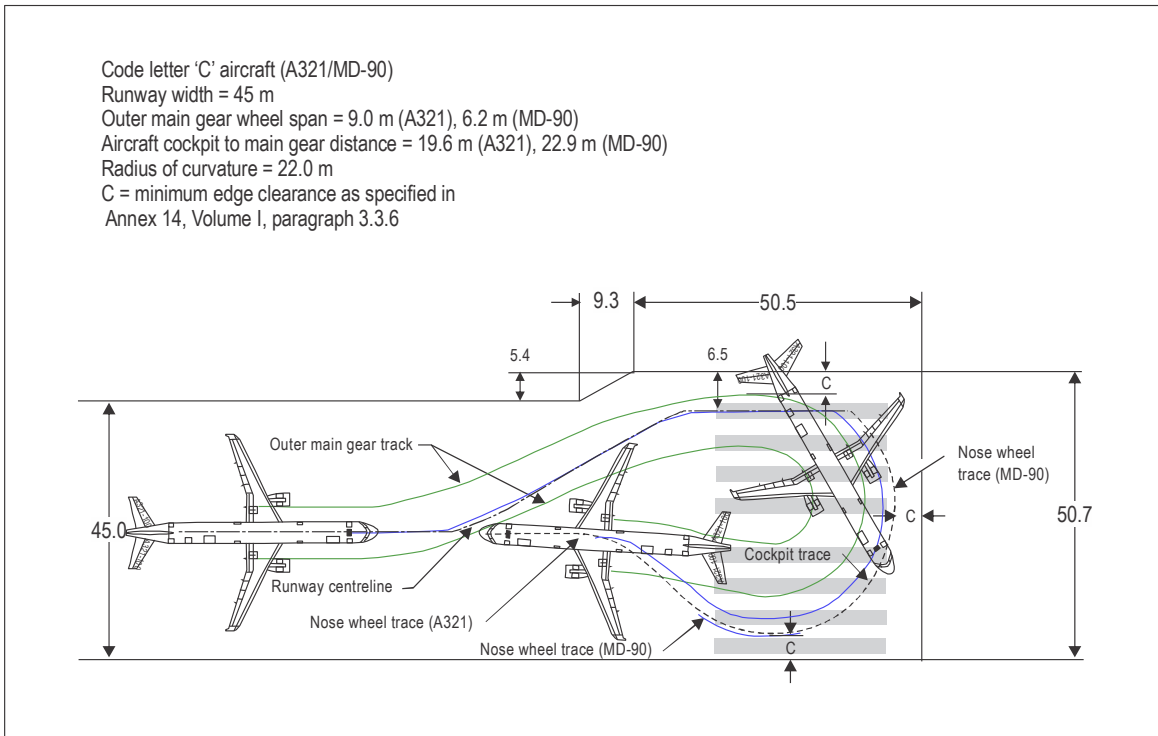 Code letter ‘C’ aircraft (A321/MD-90)
Runway width = 45 m
Outer main gear wheel span = 9.0 m (A321), 6.2 m (MD-90)
Aircraft cockpit to main gear distance = 19.6 m (A321), 22.9 m (MD-90)
Radius of curvature = 22.0 m
C = minimum edge clearance as specified in
Annex 14, Volume I, paragraph 3.3.6
9.3
50.5
5.4
6.5
C
Outer main gear track
Nose wheel
trace (MD-90)
45.0
C
50.7
Cockpit trace
Runway centreline
Nose wheel trace (A321)
Nose wheel trace (MD-90)
C